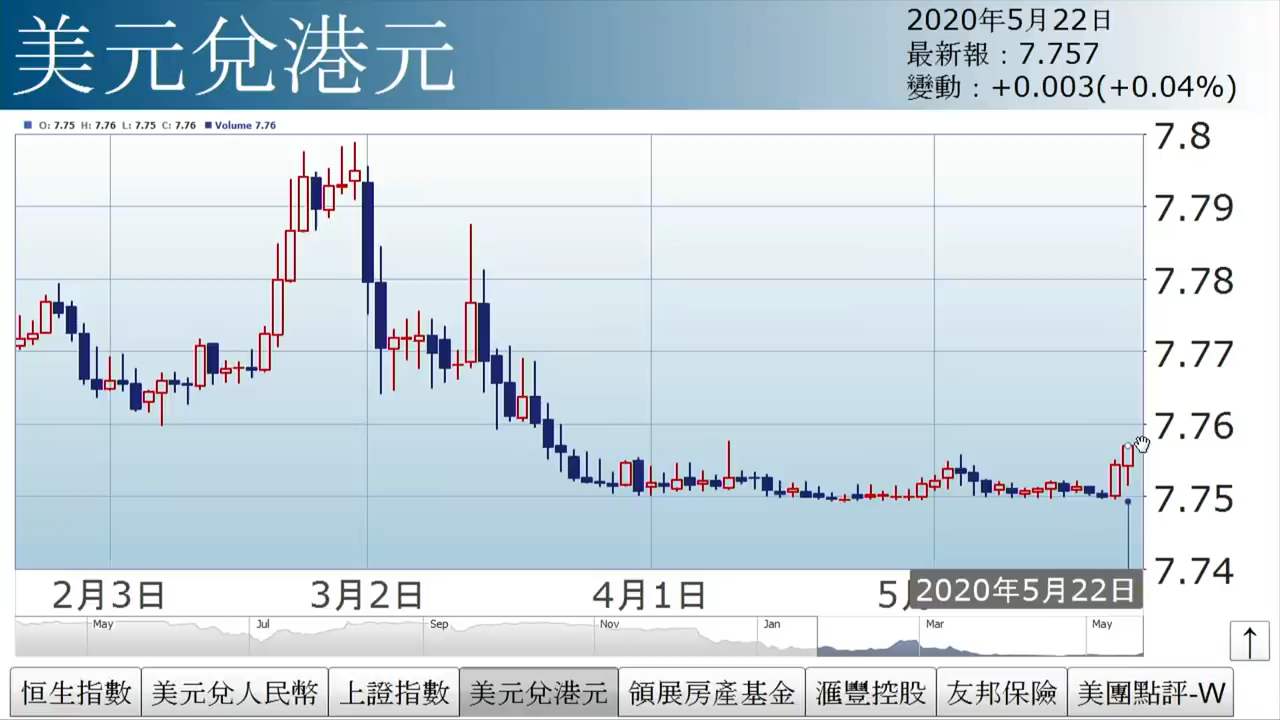 美元兌港元
2020年5月22日
最新報：7.757
變動：+0.003(+0.04%)
O: 7.75 H: 7.76 L: 7.75 C: 7.76 Volume 7.76
7.8
7.79
7.78
7.77
7.76
7.75
7.74
2月3日 3月2日 4月1日 5月 2020年5月22日
May Jul Sep Nov Jan Mar May
↑
恒生指數 美元兌人民幣 上證指數 美元兌港元 領展房產基金 滙豐控股 友邦保險 美團點評-W